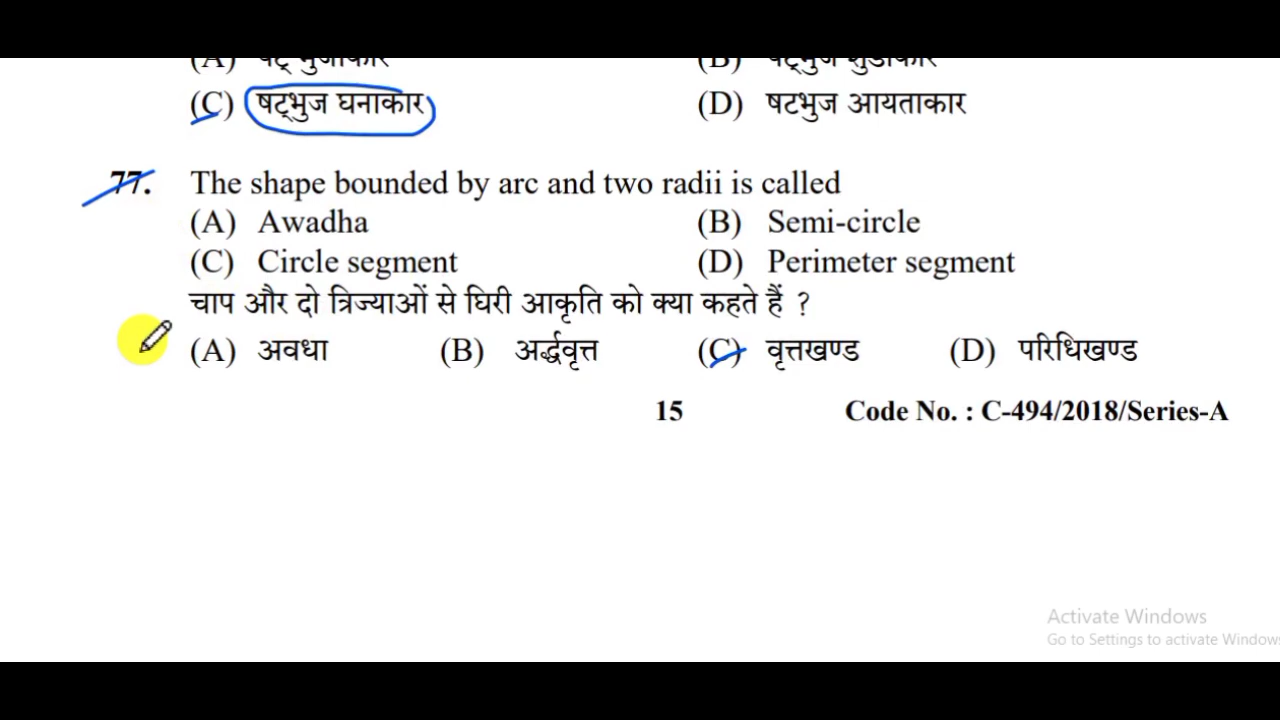 (A) षट् भुजाकार (B) षट्भुज शुंडाकार
(C) षट्भुज घनाकार (D) षटभुज आयताकार
77. The shape bounded by arc and two radii is called
(A) Awadha (B) Semi-circle
(C) Circle segment (D) Perimeter segment
चाप और दो त्रिज्याओं से घिरी आकृति को क्या कहते हैं ?
(A) अवधा (B) अर्द्धवृत्त (C) वृत्तखण्ड (D) परिधिखण्ड
15 Code No. : C-494/2018/Series-A
Activate Windows
Go to Settings to activate Windows